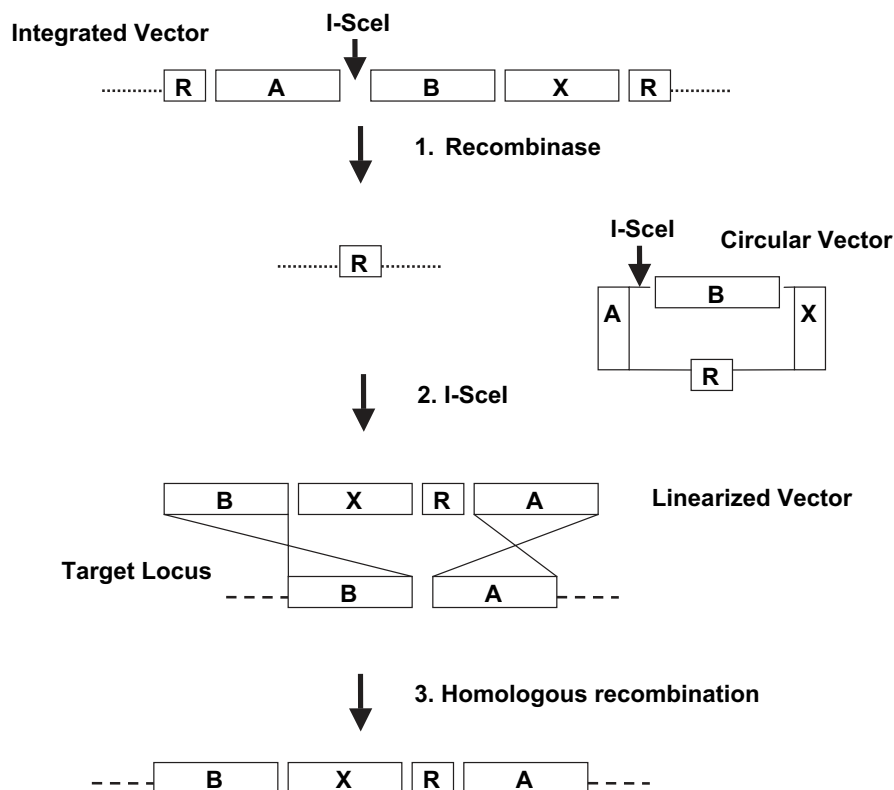 Integrated Vector
I-SceI
R A B X R
1. Recombinase
R
I-SceI
Circular Vector
A B X
R
2. I-SceI
B X R A
Linearized Vector
Target Locus
B A
3. Homologous recombination
B X R A